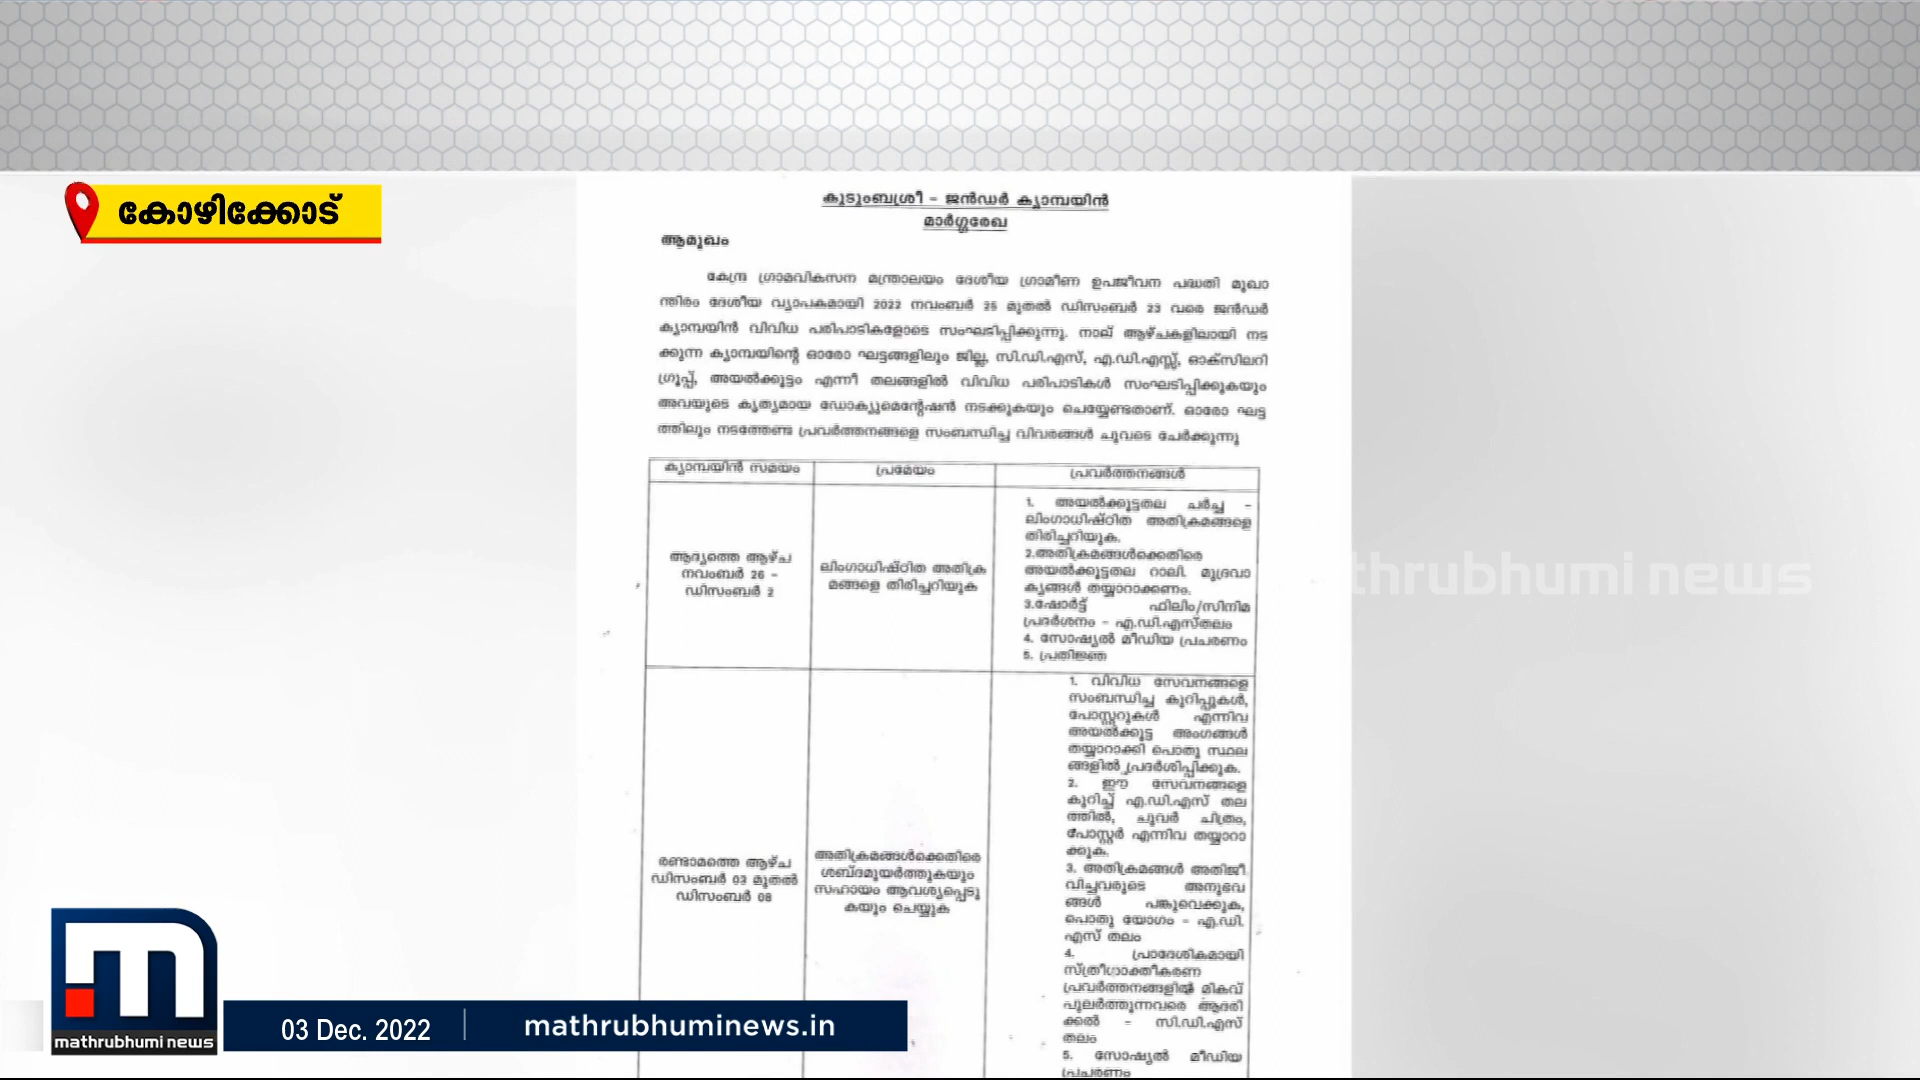 കോഴിക്കോട്
കുടുംബശ്രീ – ജൻഡർ ക്യാമ്പയിൻ
മാർഗ്ഗരേഖ
ആമുഖം
കേന്ദ്ര ഗ്രാമവികസന മന്ത്രാലയം ദേശീയ ഗ്രാമീണ ഉപജീവന പദ്ധതി മുഖാ
ന്തിരം ദേശീയ വ്യാപകമായി 2022 നവംബർ 25 മുതൽ ഡിസംബർ 23 വരെ ജൻഡർ
ക്യാമ്പയിൻ വിവിധ പരിപാടികളോടെ സംഘടിപ്പിക്കുന്നു. നാല് ആഴ്ചകളിലായി നട
ക്കുന്ന ക്യാമ്പയിന്റെ ഓരോ ഘട്ടങ്ങളിലും ജില്ല, സി.ഡി.എസ്, എ.ഡി.എസ്സ്, ഓക്സിലറി
ഗ്രൂപ്പ്, അയൽക്കൂട്ടം എന്നീ തലങ്ങളിൽ വിവിധ പരിപാടികൾ സംഘടിപ്പിക്കുകയും
അവയുടെ കൃത്യമായ ഡോക്യുമെന്റേഷൻ നടക്കുകയും ചെയ്യേണ്ടതാണ്. ഓരോ ഘട്ട
ത്തിലും നടത്തേണ്ട പ്രവർത്തനങ്ങളെ സംബന്ധിച്ച വിവരങ്ങൾ ചുവടെ ചേർക്കുന്നു
ക്യാമ്പയിൻ സമയം
പ്രമേയം
പ്രവർത്തനങ്ങൾ
ആദ്യത്തെ ആഴ്ച
നവംബർ 26 –
ഡിസംബർ 2
ലിംഗാധിഷ്ഠിത അതിക്ര
മങ്ങളെ തിരിച്ചറിയുക
1. അയൽക്കൂട്ടതല ചർച്ച –
ലിംഗാധിഷ്ഠിത അതിക്രമങ്ങളെ
തിരിച്ചറിയുക.
2.അതിക്രമങ്ങൾക്കെതിരെ
അയൽക്കൂട്ടതല റാലി. മുദ്രവാ
ക്യങ്ങൾ തയ്യാറാക്കണം.
3.ഷോർട്ട് ഫിലിം/സിനിമ
പ്രദർശനം – എ.ഡി.എസ്തലം
4. സോഷ്യൽ മീഡിയ പ്രചരണം
5. പ്രതിജ്ഞ
രണ്ടാമത്തെ ആഴ്ച
ഡിസംബർ 03 മുതൽ
ഡിസംബർ 08
അതിക്രമങ്ങൾക്കെതിരെ
ശബ്ദമുയർത്തുകയും
സഹായം ആവശ്യപ്പെടു
കയും ചെയ്യുക
1. വിവിധ സേവനങ്ങളെ
സംബന്ധിച്ച കുറിപ്പുകൾ,
പോസ്റ്ററുകൾ എന്നിവ
അയൽക്കൂട്ട അംഗങ്ങൾ
തയ്യാറാക്കി പൊതു സ്ഥല
ങ്ങളിൽ പ്രദർശിപ്പിക്കുക.
2. ഈ സേവനങ്ങളെ
കുറിച്ച് എ.ഡി.എസ് തല
ത്തിൽ, ചുവർ ചിത്രം,
പോസ്റ്റർ എന്നിവ തയ്യാറാ
ക്കുക.
3. അതിക്രമങ്ങൾ അതിജീ
വിച്ചവരുടെ അനുഭവ
ങ്ങൾ പങ്കുവെക്കുക,
പൊതു യോഗം – എ.ഡി.
എസ് തലം
4. പ്രാദേശികമായി
സ്ത്രീശാക്തീകരണ
പ്രവർത്തനങ്ങളിൽ മികവ്
പുലർത്തുന്നവരെ ആദരി
ക്കൽ – സി.ഡി.എസ്
തലം
5. സോഷ്യൽ മീഡിയ
പ്രചരണം
thrubhumi news
mathrubhumi news
03 Dec. 2022
mathrubhuminews.in